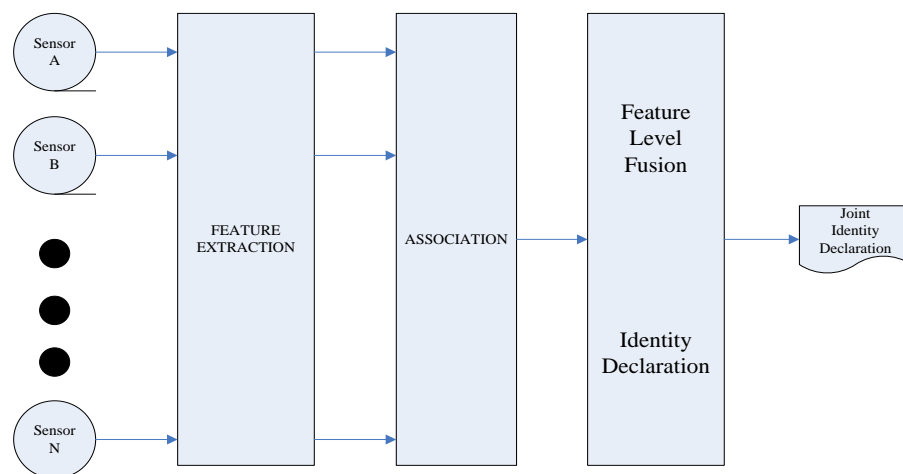 Sensor
A
Sensor
B
Sensor
N
FEATURE
EXTRACTION
ASSOCIATION
Feature
Level
Fusion
Identity
Declaration
Joint
Identity
Declaration